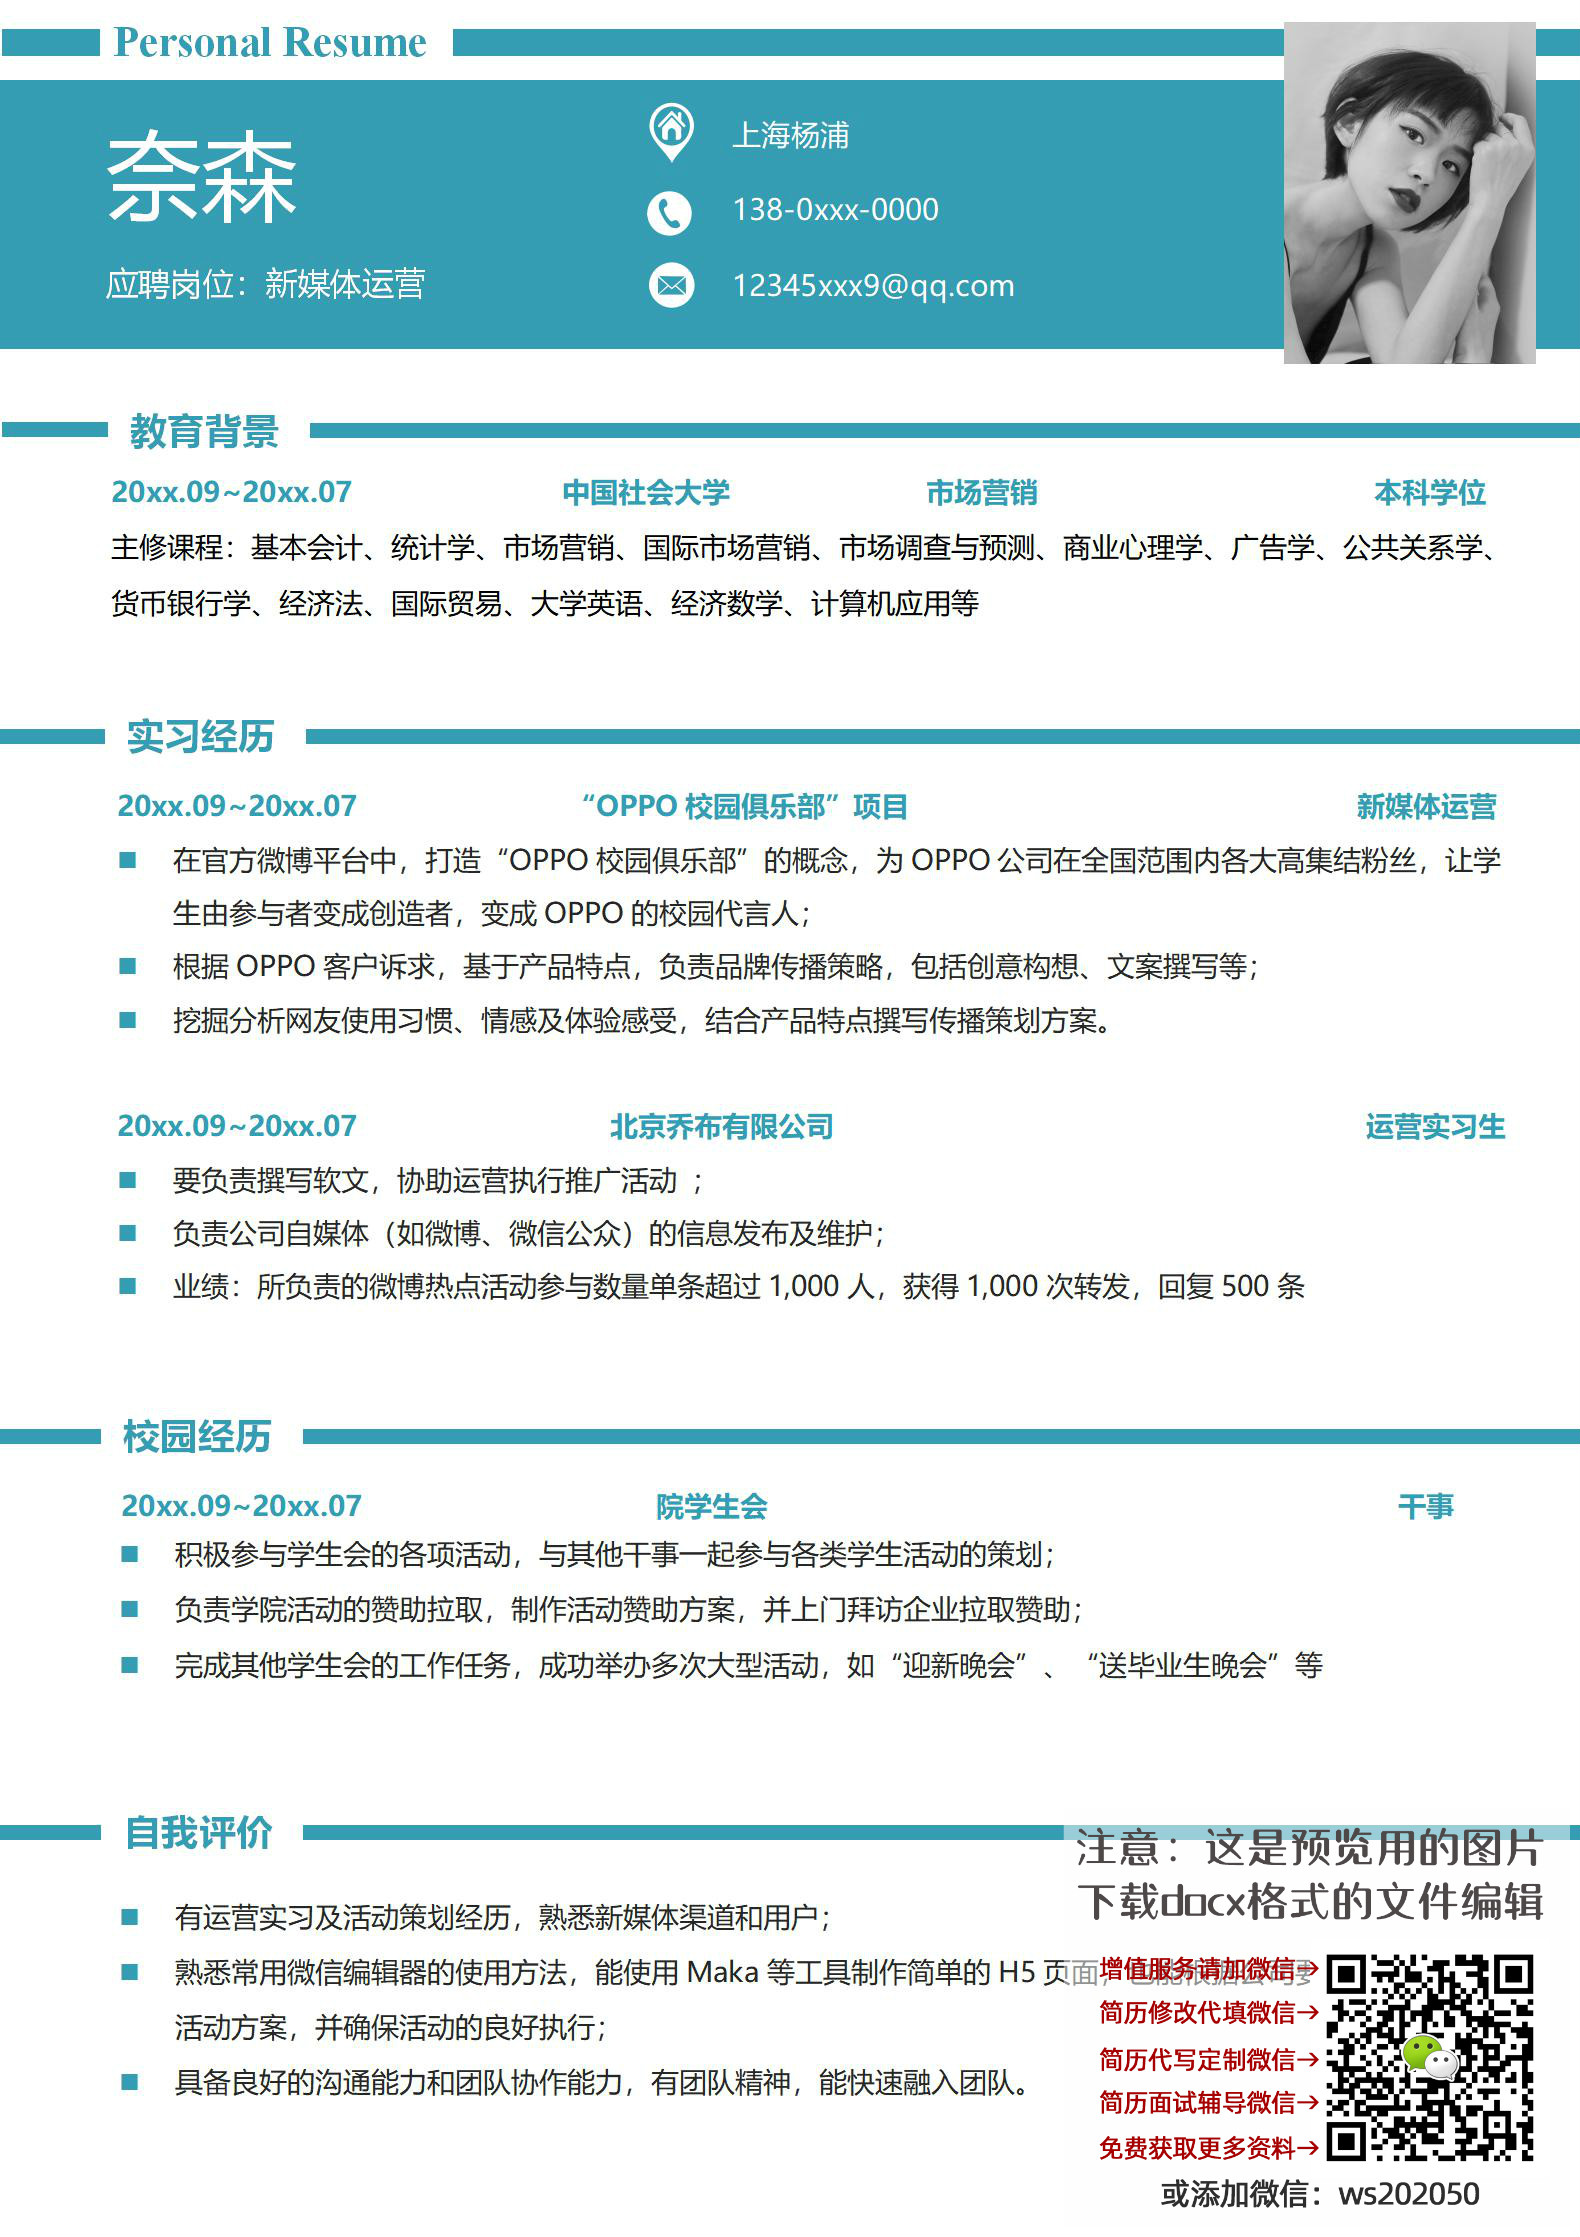 Personal Resume
奈森
应聘岗位：新媒体运营
上海杨浦
138-0xxx-0000
12345xxx9@qq.com
教育背景
20xx.09~20xx.07 中国社会大学 市场营销 本科学位
主修课程：基本会计、统计学、市场营销、国际市场营销、市场调查与预测、商业心理学、广告学、公共关系学、
货币银行学、经济法、国际贸易、大学英语、经济数学、计算机应用等
实习经历
20xx.09~20xx.07 “OPPO 校园俱乐部”项目 新媒体运营
■ 在官方微博平台中，打造“OPPO 校园俱乐部”的概念，为 OPPO 公司在全国范围内各大高集结粉丝，让学
生由参与者变成创造者，变成 OPPO 的校园代言人；
■ 根据 OPPO 客户诉求，基于产品特点，负责品牌传播策略，包括创意构想、文案撰写等；
■ 挖掘分析网友使用习惯、情感及体验感受，结合产品特点撰写传播策划方案。
20xx.09~20xx.07 北京乔布有限公司 运营实习生
■ 要负责撰写软文，协助运营执行推广活动 ；
■ 负责公司自媒体（如微博、微信公众）的信息发布及维护；
■ 业绩：所负责的微博热点活动参与数量单条超过 1,000 人，获得 1,000 次转发，回复 500 条
校园经历
20xx.09~20xx.07 院学生会 干事
■ 积极参与学生会的各项活动，与其他干事一起参与各类学生活动的策划；
■ 负责学院活动的赞助拉取，制作活动赞助方案，并上门拜访企业拉取赞助；
■ 完成其他学生会的工作任务，成功举办多次大型活动，如“迎新晚会”、“送毕业生晚会”等
自我评价
■ 有运营实习及活动策划经历，熟悉新媒体渠道和用户；
■ 熟悉常用微信编辑器的使用方法，能使用 Maka 等工具制作简单的 H5 页面，
活动方案，并确保活动的良好执行；
■ 具备良好的沟通能力和团队协作能力，有团队精神，能快速融入团队。
注意：这是预览用的图片
下载docx格式的文件编辑
增值服务请加微信→
简历修改代填微信→
简历代写定制微信→
简历面试辅导微信→
免费获取更多资料→
或添加微信：ws202050